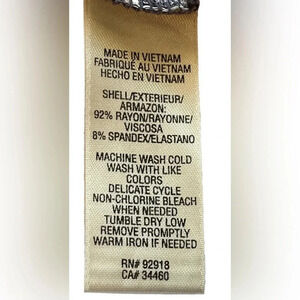 MADE IN VIETNAM
FABRIQUÉ AU VIETNAM
HECHO EN VIETNAM
SHELL/EXTERIEUR/
ARMAZON:
92% RAYON/RAYONNE/
VISCOSA
8% SPANDEX/ELASTANO
MACHINE WASH COLD
WASH WITH LIKE
COLORS
DELICATE CYCLE
NON-CHLORINE BLEACH
WHEN NEEDED
TUMBLE DRY LOW
REMOVE PROMPTLY
WARM IRON IF NEEDED
RN# 92918
CA# 34460